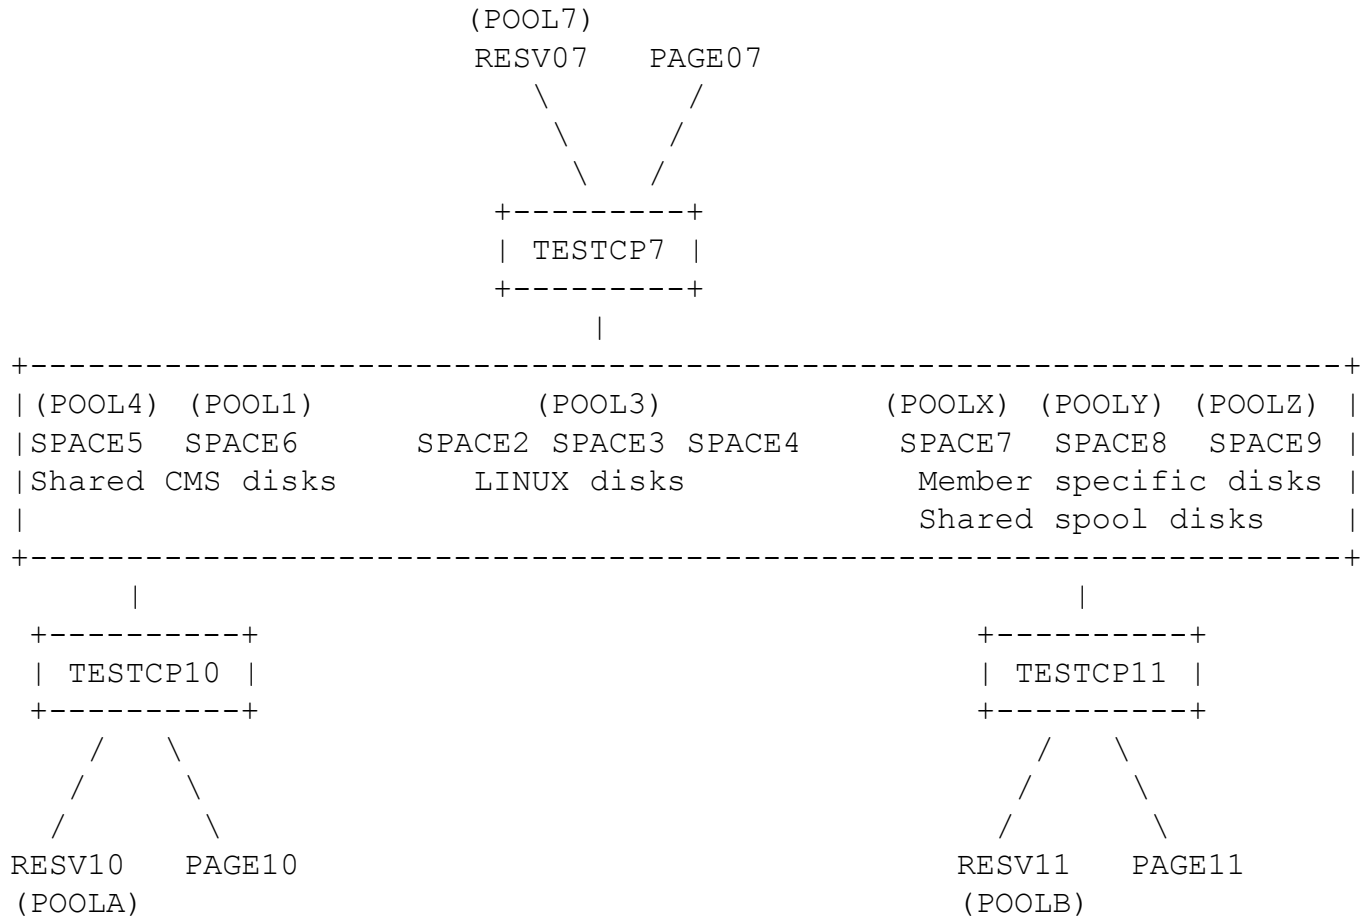 (POOL7)
RESV07 PAGE07
TESTCP7
(POOL4) (POOL1) (POOL3) (POOLX) (POOLY) (POOLZ)
SPACE5 SPACE6 SPACE2 SPACE3 SPACE4 SPACE7 SPACE8 SPACE9
Shared CMS disks LINUX disks Member specific disks
Shared spool disks
TESTCP10 TESTCP11
RESV10 PAGE10 RESV11 PAGE11
(POOLA) (POOLB)